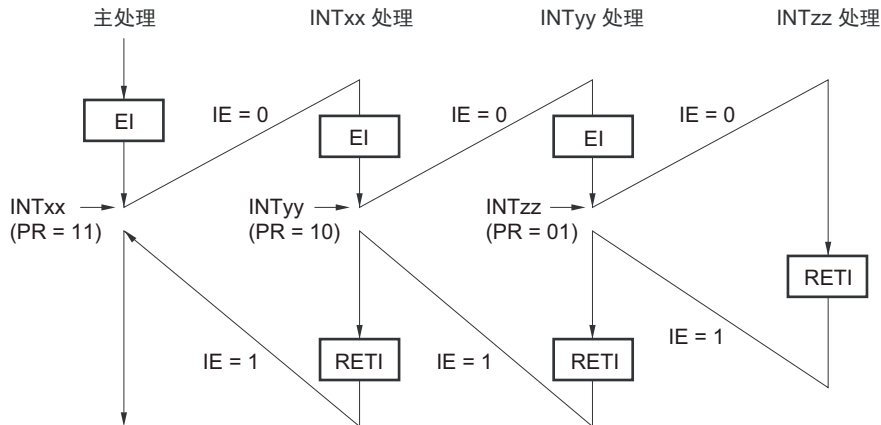 主处理
INTxx 处理
INTyy 处理
INTzz 处理
EI
IE = 0
EI
IE = 0
EI
IE = 0
INTxx
(PR = 11)
INTyy
(PR = 10)
INTzz
(PR = 01)
RETI
IE = 1
RETI
IE = 1
RETI
IE = 1